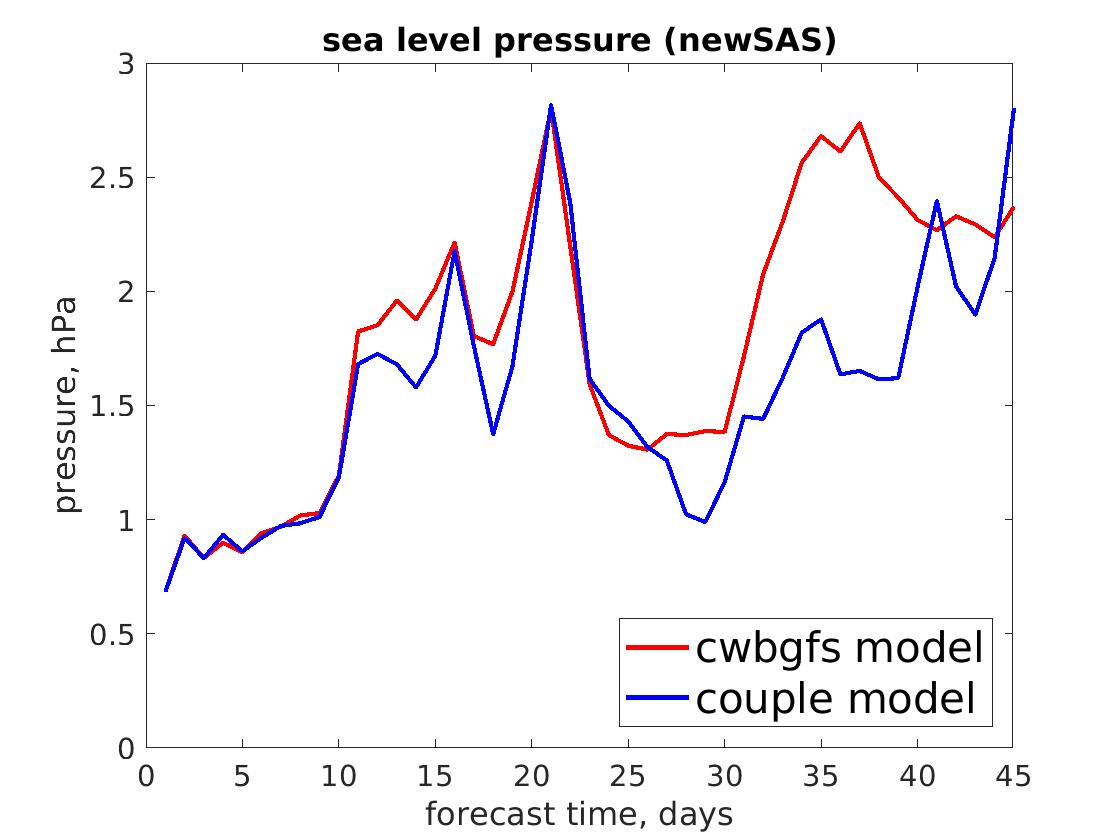 sea level pressure (newSAS)
3
2.5
2
1.5
1
0.5
0
pressure, hPa
cwbgfs model
couple model
0 5 10 15 20 25 30 35 40 45
forecast time, days